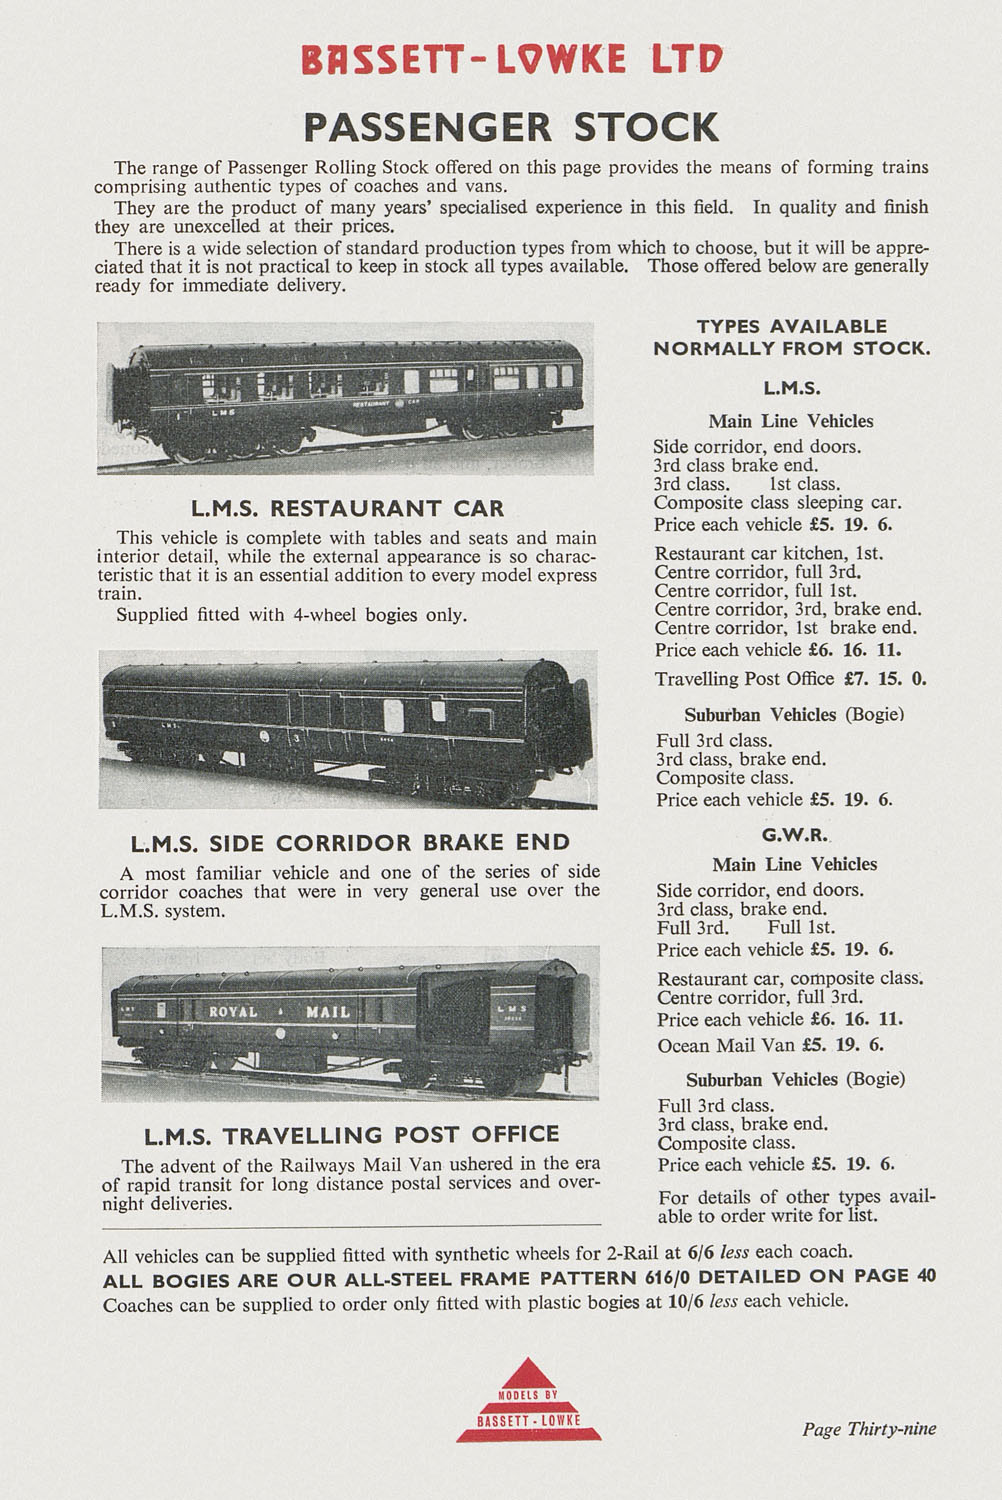 BASSETT-LOWKE LTD
PASSENGER STOCK
The range of Passenger Rolling Stock offered on this page provides the means of forming trains
comprising authentic types of coaches and vans.
They are the product of many years' specialised experience in this field. In quality and finish
they are unexcelled at their prices.
There is a wide selection of standard production types from which to choose, but it will be appre-
ciated that it is not practical to keep in stock all types available. Those offered below are generally
ready for immediate delivery.
LMS
RESTAURANT CAR
L.M.S. RESTAURANT CAR
This vehicle is complete with tables and seats and main
interior detail, while the external appearance is so charac-
teristic that it is an essential addition to every model express
train.
Supplied fitted with 4-wheel bogies only.
LMS
3
L.M.S. SIDE CORRIDOR BRAKE END
A most familiar vehicle and one of the series of side
corridor coaches that were in very general use over the
L.M.S. system.
ROYAL MAIL
LMS
L.M.S. TRAVELLING POST OFFICE
The advent of the Railways Mail Van ushered in the era
of rapid transit for long distance postal services and over-
night deliveries.
TYPES AVAILABLE
NORMALLY FROM STOCK.
L.M.S.
Main Line Vehicles
Side corridor, end doors.
3rd class brake end.
3rd class. 1st class.
Composite class sleeping car.
Price each vehicle £5. 19. 6.
Restaurant car kitchen, 1st.
Centre corridor, full 3rd.
Centre corridor, full 1st.
Centre corridor, 3rd, brake end.
Centre corridor, 1st brake end.
Price each vehicle £6. 16. 11.
Travelling Post Office £7. 15. 0.
Suburban Vehicles (Bogie)
Full 3rd class.
3rd class, brake end.
Composite class.
Price each vehicle £5. 19. 6.
G.W.R.
Main Line Vehicles
Side corridor, end doors.
3rd class, brake end.
Full 3rd. Full 1st.
Price each vehicle £5. 19. 6.
Restaurant car, composite class.
Centre corridor, full 3rd.
Price each vehicle £6. 16. 11.
Ocean Mail Van £5. 19. 6.
Suburban Vehicles (Bogie)
Full 3rd class.
3rd class, brake end.
Composite class.
Price each vehicle £5. 19. 6.
For details of other types avail-
able to order write for list.
All vehicles can be supplied fitted with synthetic wheels for 2-Rail at 6/6 less each coach.
ALL BOGIES ARE OUR ALL-STEEL FRAME PATTERN 616/0 DETAILED ON PAGE 40
Coaches can be supplied to order only fitted with plastic bogies at 10/6 less each vehicle.
MODELS BY
BASSETT-LOWKE
Page Thirty-nine